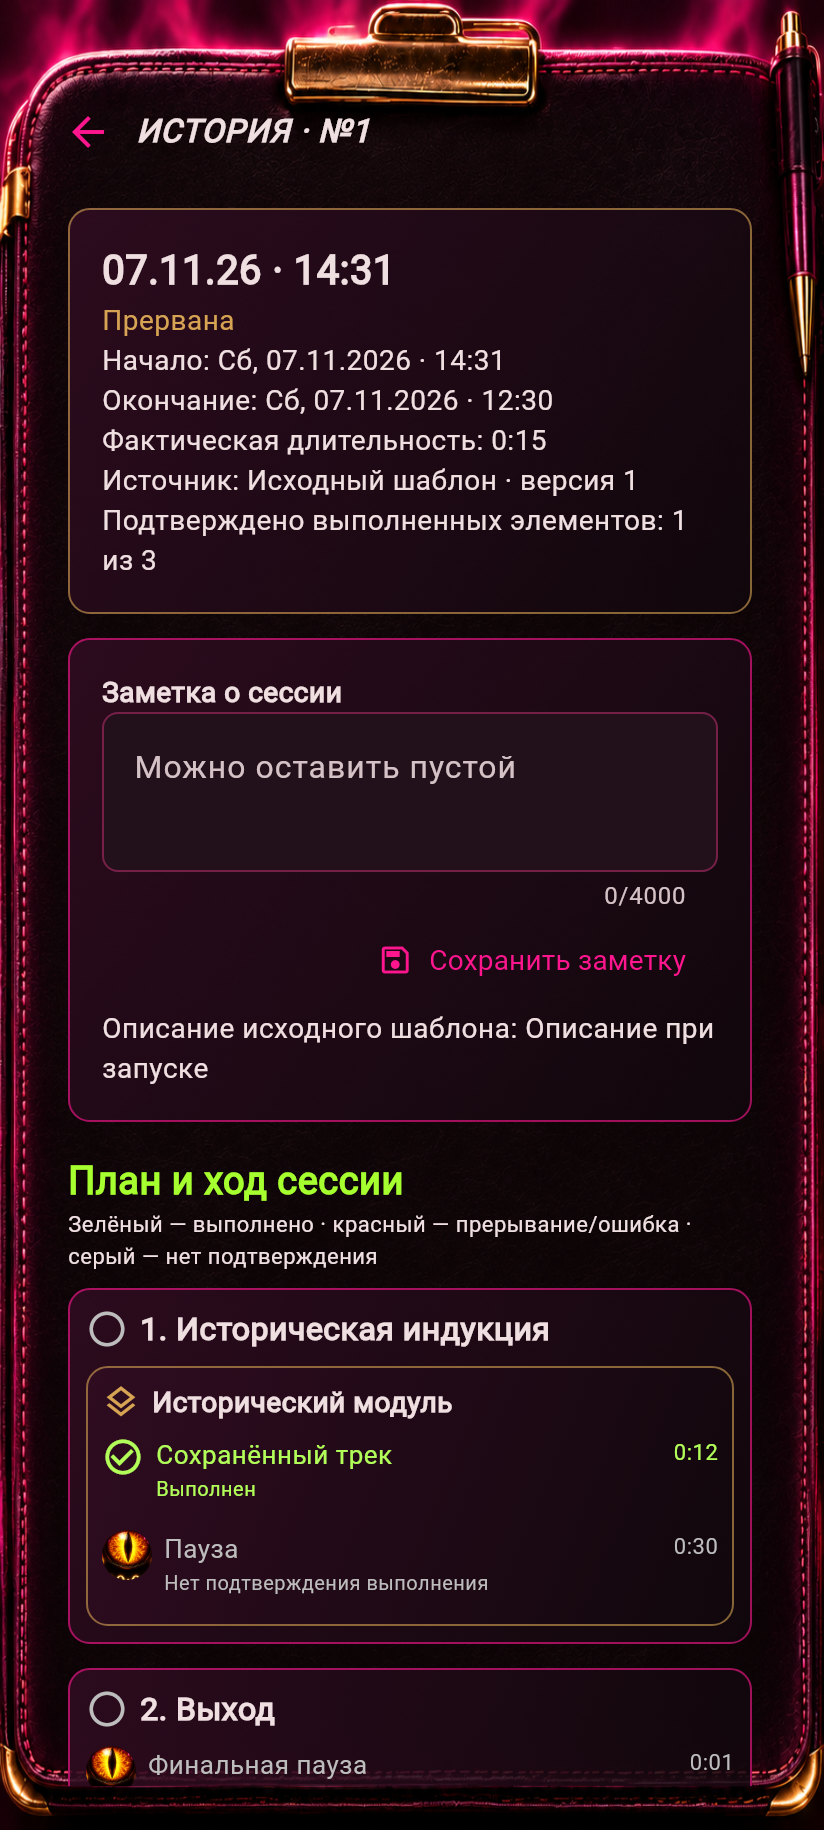 ИСТОРИЯ · №1
07.11.26 · 14:31
Прервана
Начало: Сб, 07.11.2026 · 14:31
Окончание: Сб, 07.11.2026 · 12:30
Фактическая длительность: 0:15
Источник: Исходный шаблон · версия 1
Подтверждено выполненных элементов: 1
из 3
Заметка о сессии
Можно оставить пустой
0/4000
Сохранить заметку
Описание исходного шаблона: Описание при
запуске
План и ход сессии
Зелёный — выполнено · красный — прерывание/ошибка ·
серый — нет подтверждения
1. Историческая индукция
Исторический модуль
Сохранённый трек 0:12
Выполнен
Пауза 0:30
Нет подтверждения выполнения
2. Выход
Финальная пауза 0:01